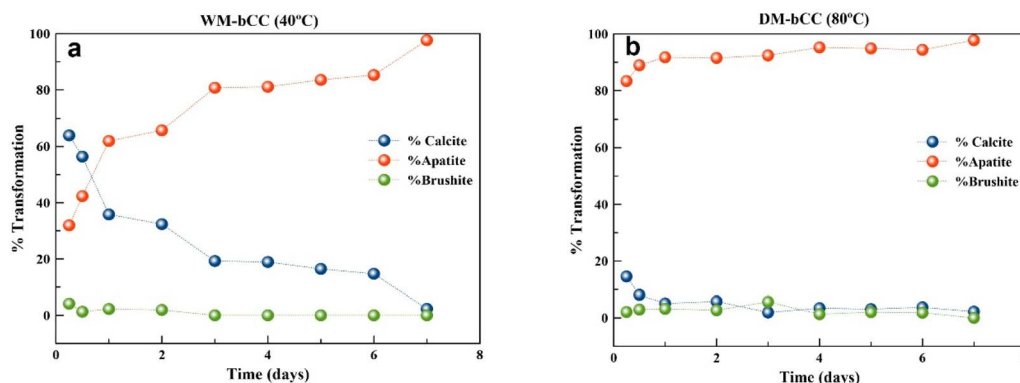 WM-bCC (40ºC)
a
100
80
60
40
20
0
% Transformation
% Calcite
%Apatite
%Brushite
0 2 4 6 8
Time (days)
DM-bCC (80ºC)
b
100
80
60
40
20
0
% Transformation
% Calcite
%Apatite
%Brushite
0 2 4 6
Time (days)